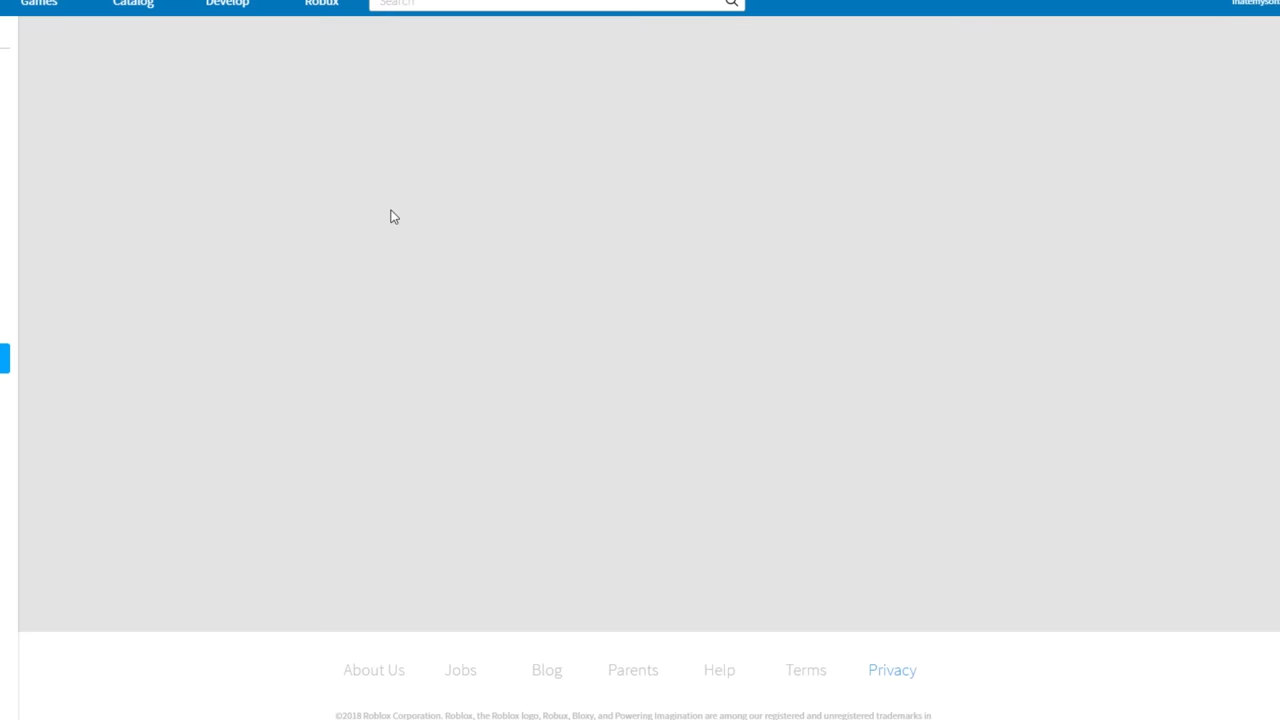 Games Catalog Develop Robux Search
About Us Jobs Blog Parents Help Terms Privacy
©2018 Roblox Corporation. Roblox, the Roblox logo, Robux, Bloxy, and Powering Imagination are among our registered and unregistered trademarks in